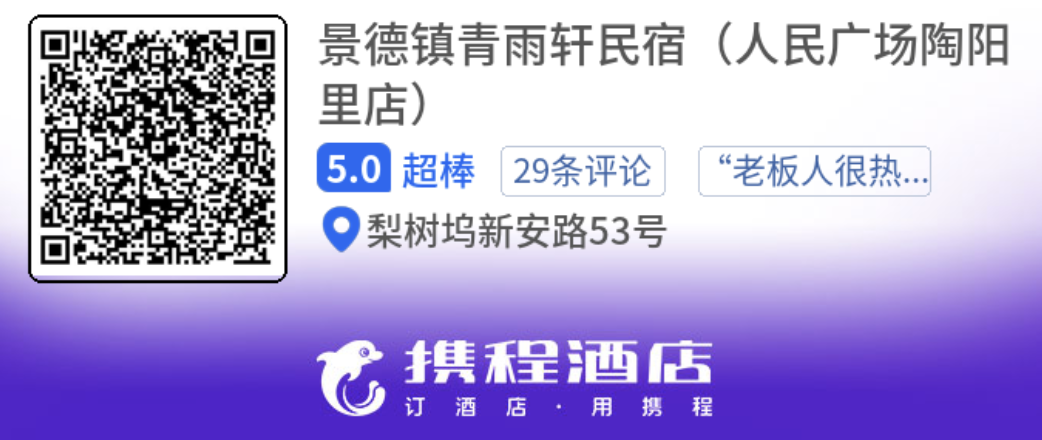 景德镇青雨轩民宿（人民广场陶阳
里店）
5.0 超棒 29条评论 “老板人很热...
梨树坞新安路53号
携程酒店
订酒店·用携程